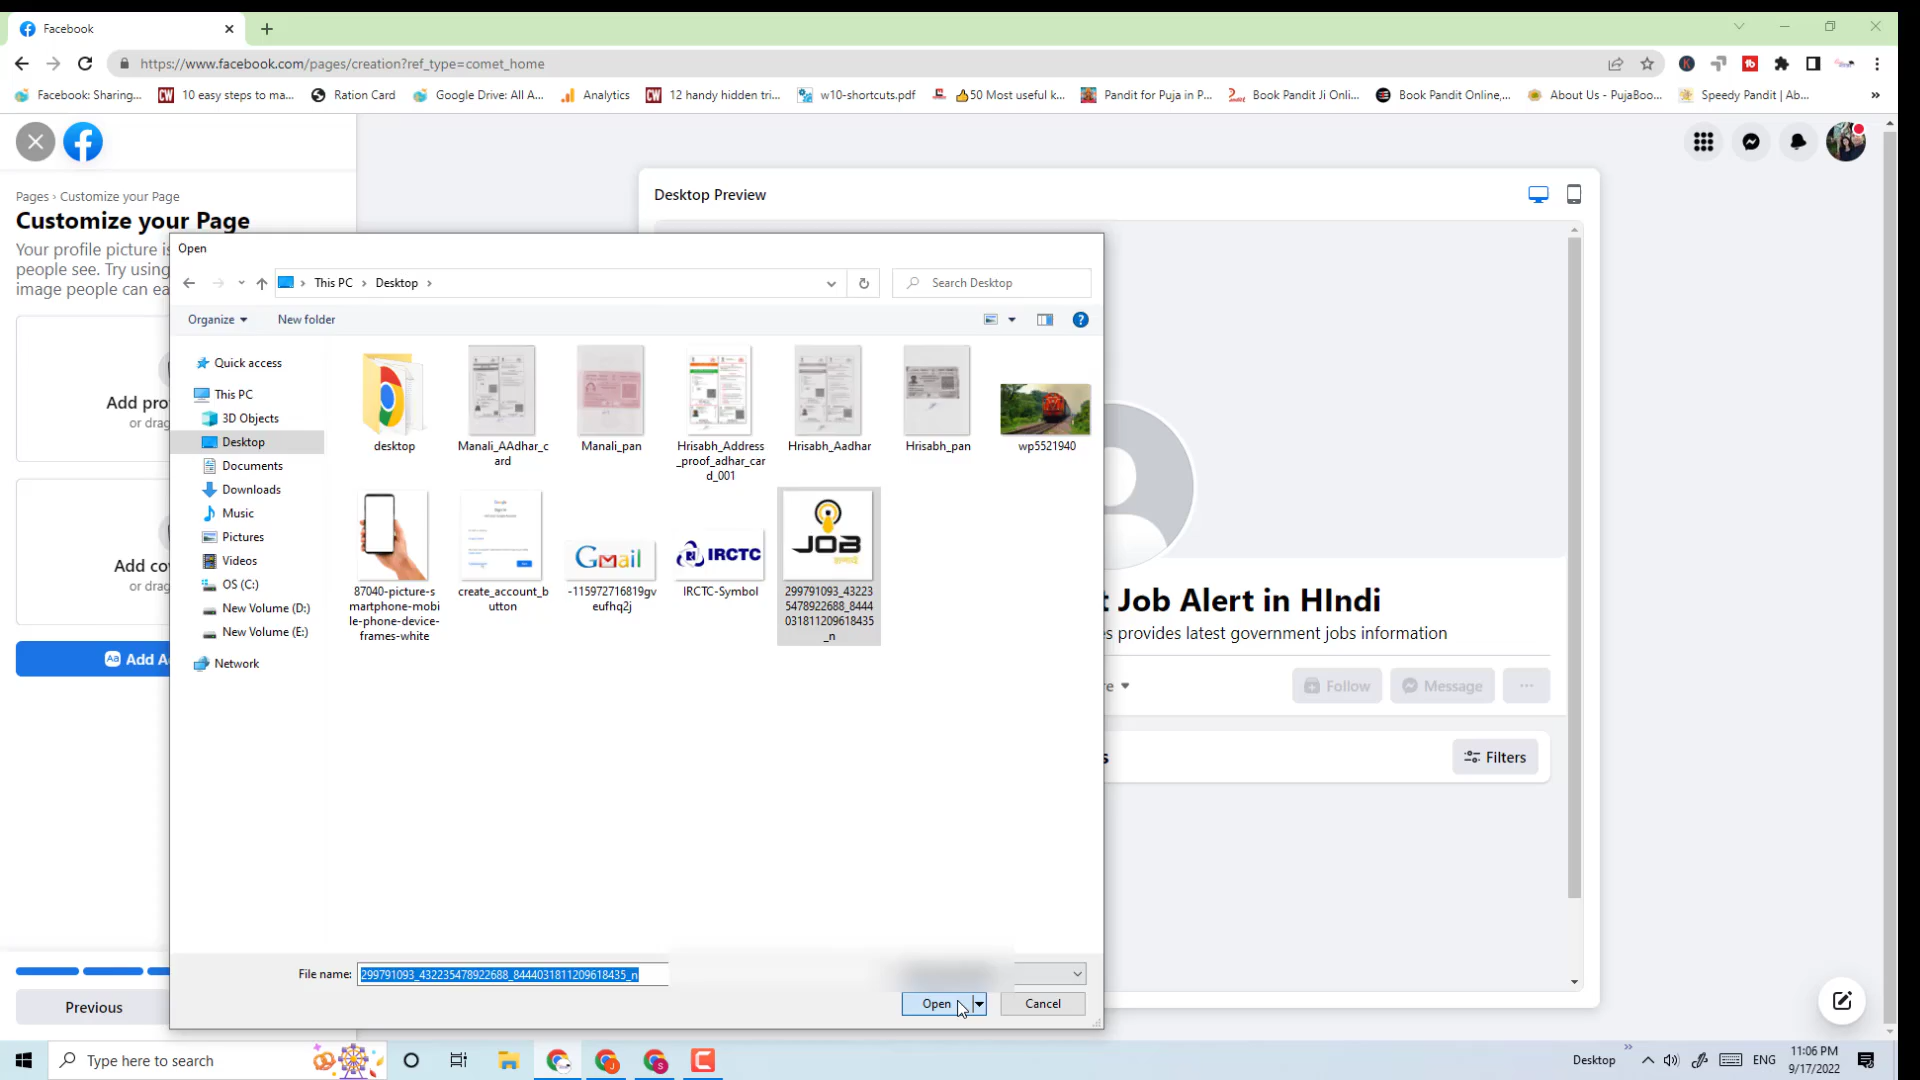 Facebook
https://www.facebook.com/pages/creation?ref_type=comet_home
Facebook: Sharing...
10 easy steps to ma...
Ration Card
Google Drive: All A...
Analytics
12 handy hidden tri...
w10-shortcuts.pdf
50 Most useful k...
Pandit for Puja in P...
Book Pandit Ji Onli...
Book Pandit Online,...
About Us - PujaBoo...
Speedy Pandit | Ab...
»
Pages › Customize your Page
Customize your Page
Your profile picture is
people see. Try using
image people can ea
Add pro
or drag
Add co
or drag
Aa Add A
Previous
Desktop Preview
t Job Alert in HIndi
es provides latest government jobs information
re
Follow
Message
...
s
Filters
Open
This PC › Desktop ›
Search Desktop
Organize
New folder
Quick access
This PC
3D Objects
Desktop
Documents
Downloads
Music
Pictures
Videos
OS (C:)
New Volume (D:)
New Volume (E:)
Network
desktop
Manali_AAdhar_c
ard
Manali_pan
Hrisabh_Address
_proof_adhar_car
d_001
Hrisabh_Aadhar
Hrisabh_pan
wp5521940
Gmail
IRCTC
JOB
87040-picture-s
martphone-mobi
le-phone-device-
frames-white
create_account_b
utton
-115972716819gv
eufhq2j
IRCTC-Symbol
299791093_43223
5478922688_8444
031811209618435
_n
File name:
299791093_432235478922688_8444031811209618435_n
Open
Cancel
Type here to search
Desktop
»
ENG
11:06 PM
9/17/2022